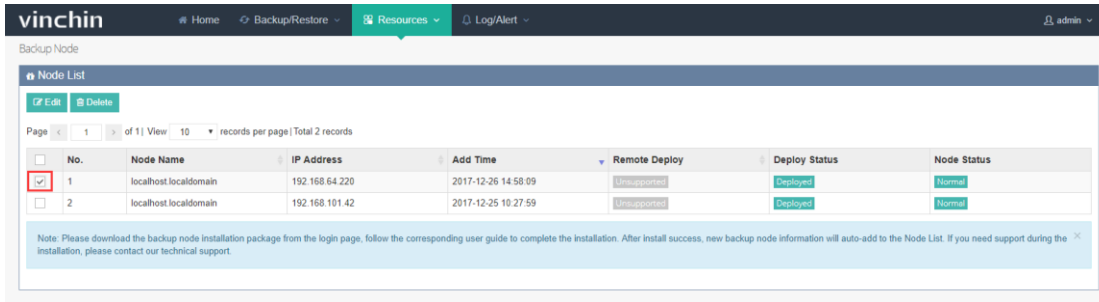 vinchin Home Backup/Restore Resources Log/Alert admin
Backup Node
Node List
Edit Delete
Page 1 of 1| View 10 records per page| Total 2 records
No. Node Name IP Address Add Time Remote Deploy Deploy Status Node Status
1 localhost.localdomain 192.168.64.220 2017-12-26 14:58:09 Unsupported Deployed Normal
2 localhost.localdomain 192.168.101.42 2017-12-25 10:27:59 Unsupported Deployed Normal
Note: Please download the backup node installation package from the login page, follow the corresponding user guide to complete the installation. After install success, new backup node information will auto-add to the Node List. If you need support during the
installation, please contact our technical support.